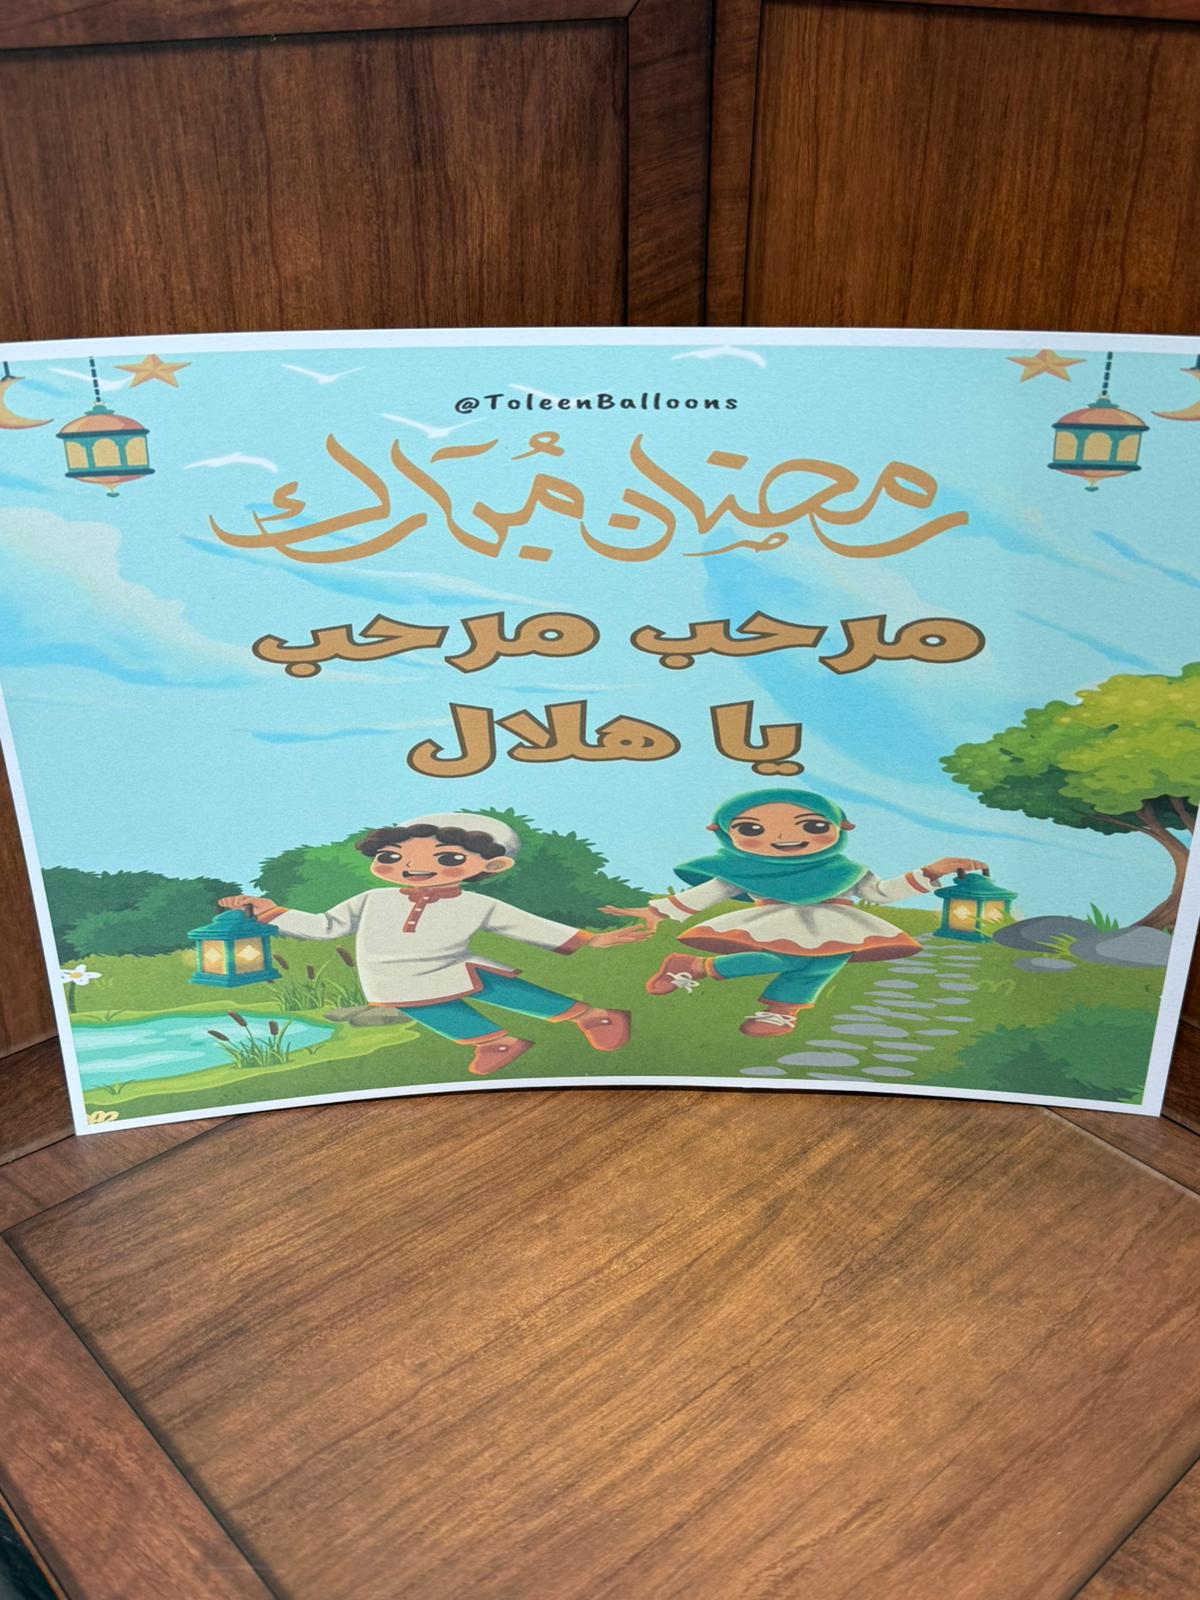 @ToleenBalloons
رمضان مُبارك
مرحب مرحب
يا هلال